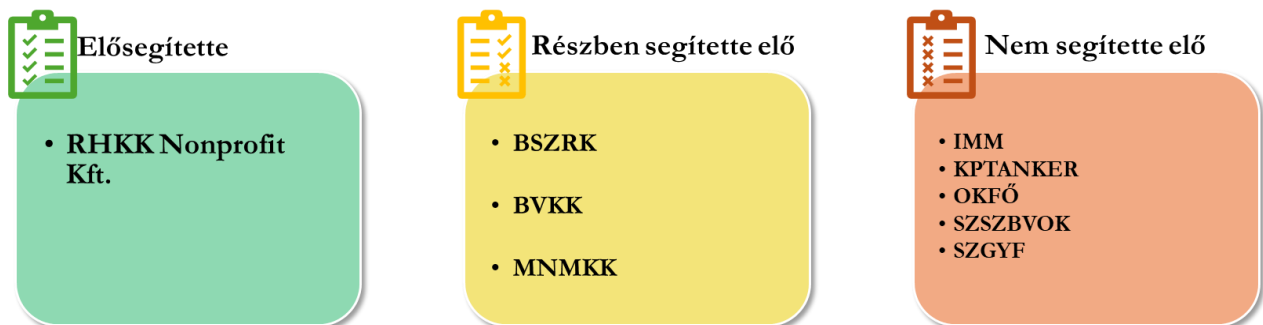 Elősegítette
• RHKK Nonprofit
Kft.
Részben segítette elő
• BSZRK
• BVKK
• MNMKK
Nem segítette elő
• IMM
• KPTANKER
• OKFŐ
• SZSZBVOK
• SZGYF